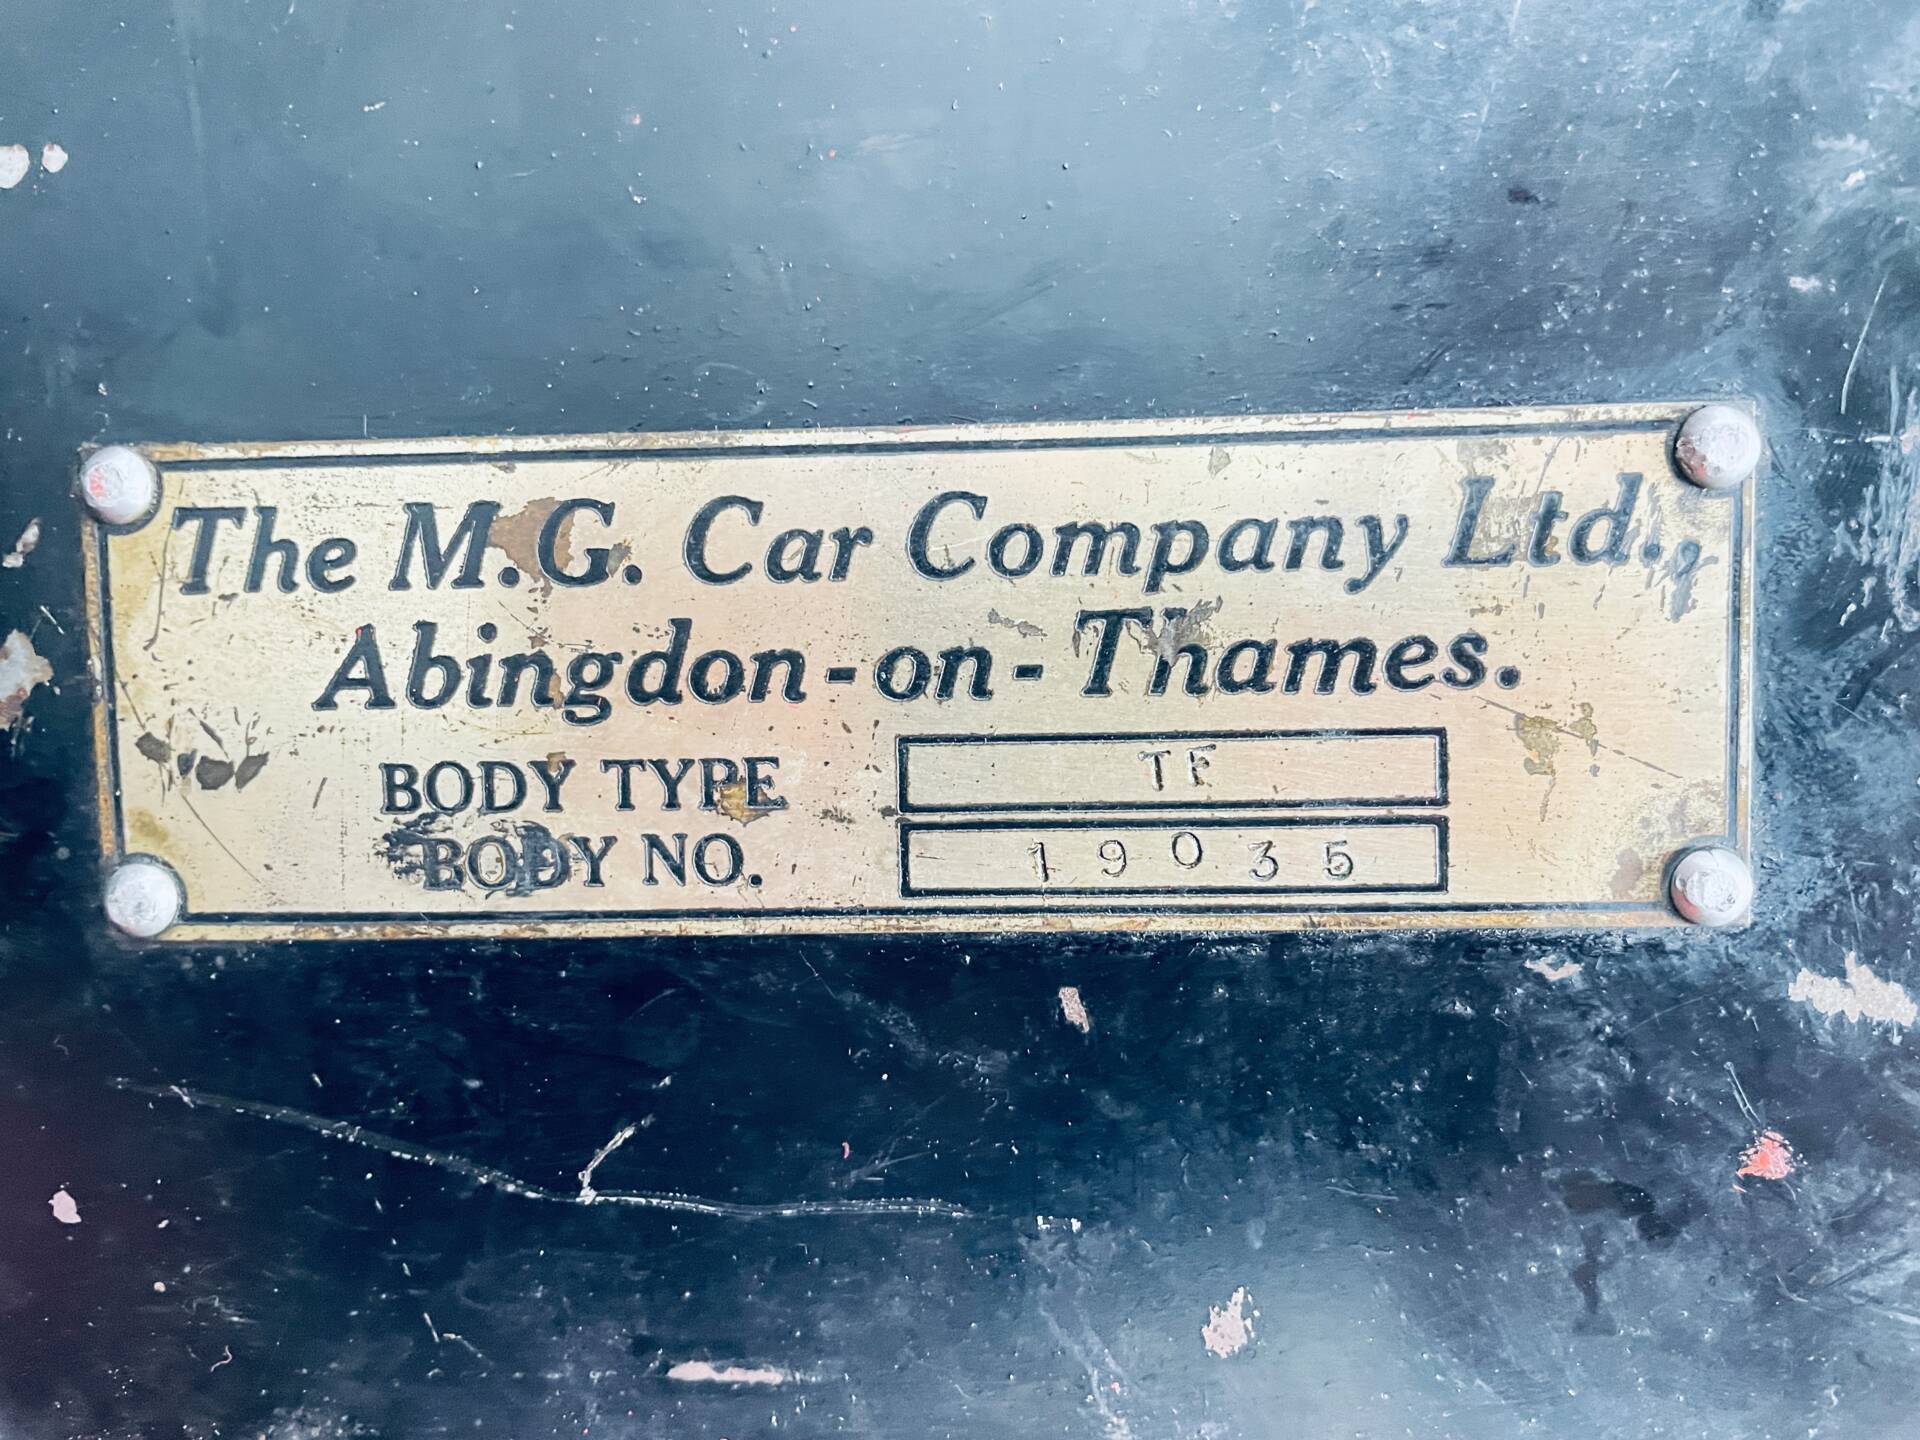 The M.G. Car Company Ltd.,
Abingdon-on-Thames.
BODY TYPE TF
BODY NO. 19035